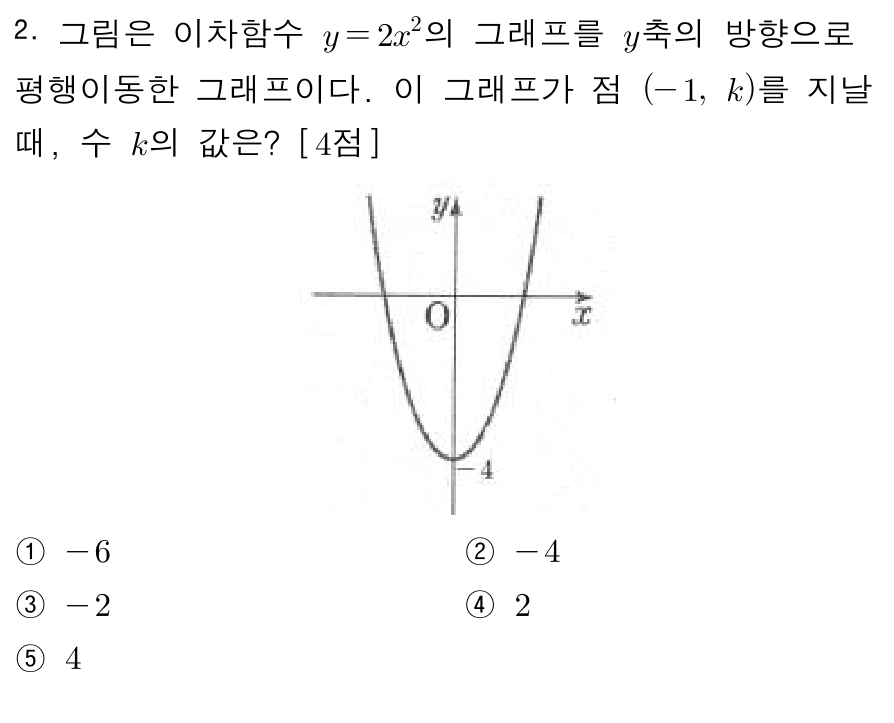 2. 그림은 이차함수 y=2x²의 그래프를 y축의 방향으로
평행이동한 그래프이다. 이 그래프가 점 (-1, k)를 지날
때, 수 k의 값은? [4점]
y
O
x
-4
① -6
② -4
③ -2
④ 2
⑤ 4